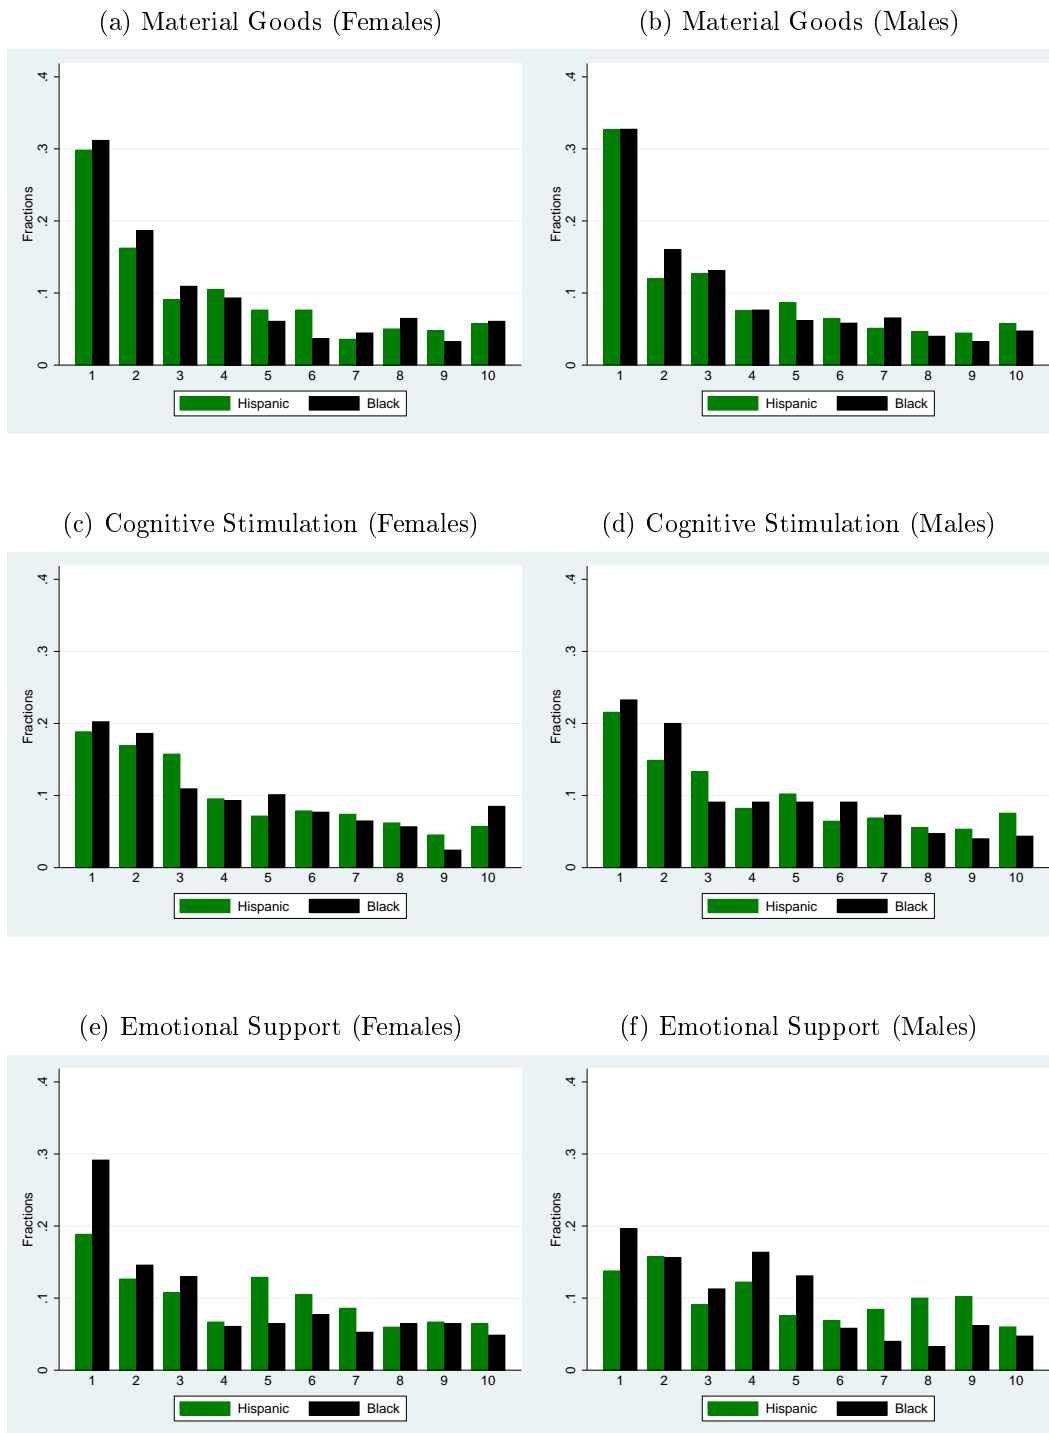 (a) Material Goods (Females)
(b) Material Goods (Males)
Fractions
0 .1 .2 .3 .4
1 2 3 4 5 6 7 8 9 10
Hispanic Black
Fractions
0 .1 .2 .3 .4
1 2 3 4 5 6 7 8 9 10
Hispanic Black
(c) Cognitive Stimulation (Females)
(d) Cognitive Stimulation (Males)
Fractions
0 .1 .2 .3 .4
1 2 3 4 5 6 7 8 9 10
Hispanic Black
Fractions
0 .1 .2 .3 .4
1 2 3 4 5 6 7 8 9 10
Hispanic Black
(e) Emotional Support (Females)
(f) Emotional Support (Males)
Fractions
0 .1 .2 .3 .4
1 2 3 4 5 6 7 8 9 10
Hispanic Black
Fractions
0 .1 .2 .3 .4
1 2 3 4 5 6 7 8 9 10
Hispanic Black